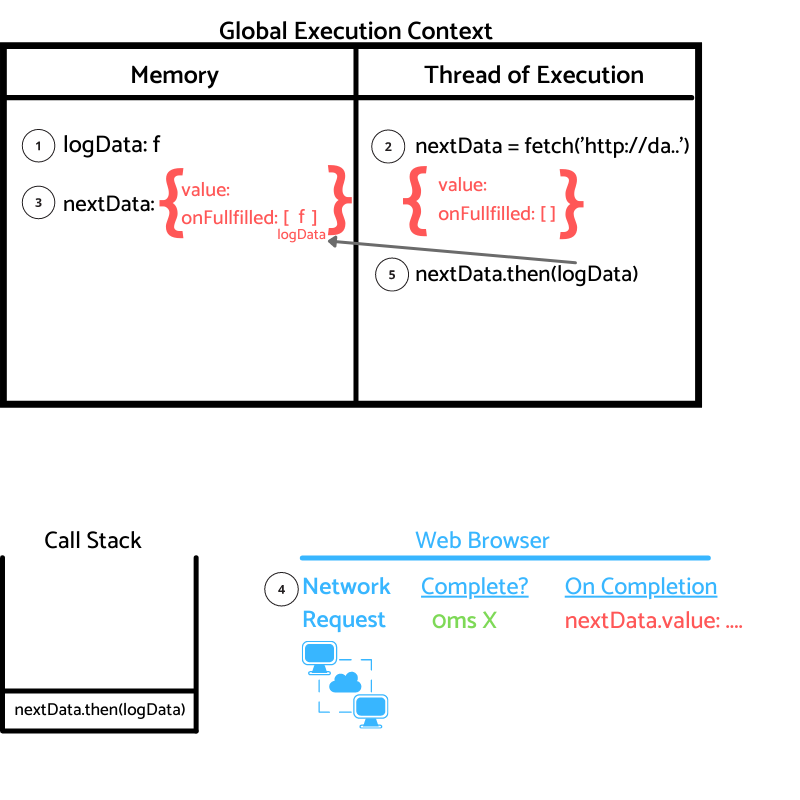 Global Execution Context
Memory
Thread of Execution
1 logData: f
2 nextData = fetch('http://da..')
3 nextData: { value: }
onFullfilled: [ f ]
logData
{ value: }
onFullfilled: [ ]
5 nextData.then(logData)
Call Stack
nextData.then(logData)
Web Browser
4 Network Complete? On Completion
Request 0ms X nextData.value: ....